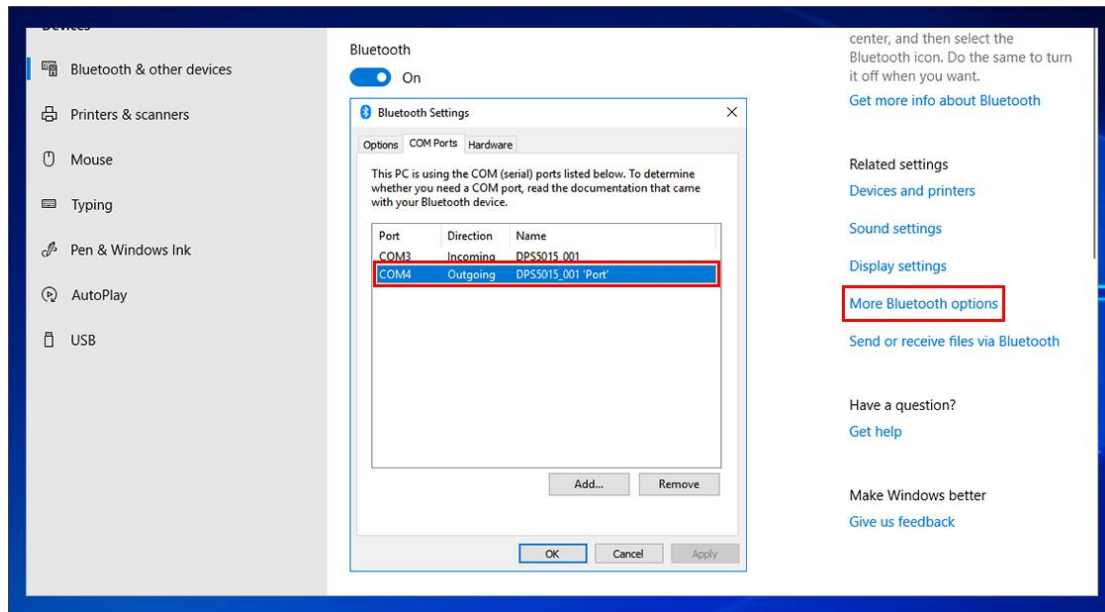 Devices
Bluetooth & other devices
Printers & scanners
Mouse
Typing
Pen & Windows Ink
AutoPlay
USB
Bluetooth
On
Bluetooth Settings
Options COM Ports Hardware
This PC is using the COM (serial) ports listed below. To determine
whether you need a COM port, read the documentation that came
with your Bluetooth device.
Port Direction Name
COM3 Incoming DPS5015_001
COM4 Outgoing DPS5015_001 'Port'
Add... Remove
OK Cancel Apply
center, and then select the
Bluetooth icon. Do the same to turn
it off when you want.
Get more info about Bluetooth
Related settings
Devices and printers
Sound settings
Display settings
More Bluetooth options
Send or receive files via Bluetooth
Have a question?
Get help
Make Windows better
Give us feedback